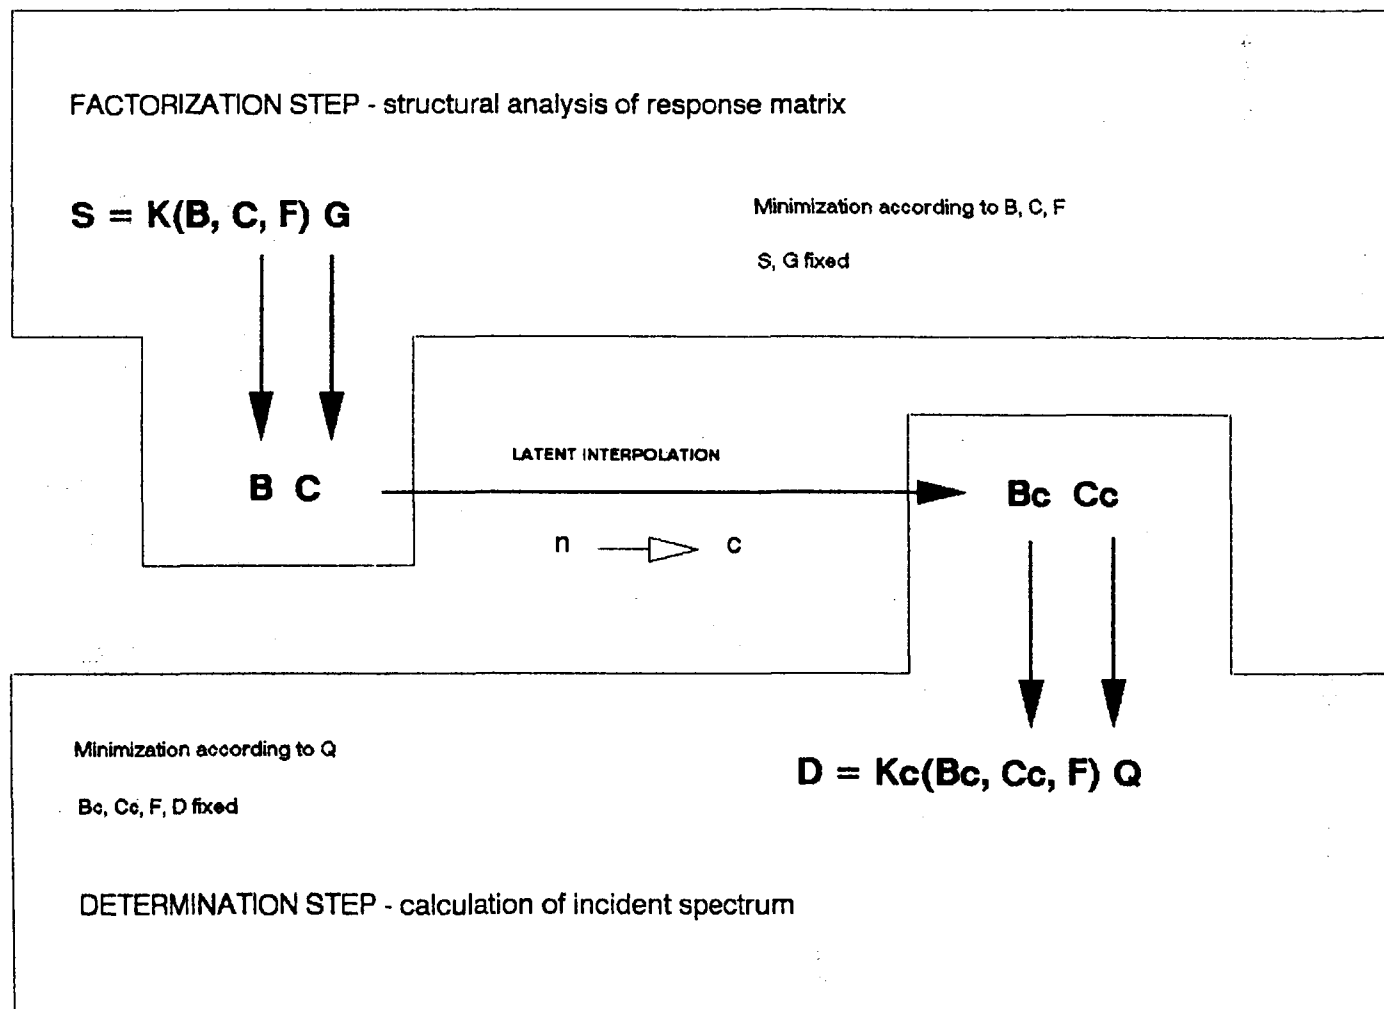 FACTORIZATION STEP - structural analysis of response matrix
S = K(B, C, F) G
Minimization according to B, C, F
S, G fixed
LATENT INTERPOLATION
B C
Bc Cc
n c
Minimization according to Q
Bc, Cc, F, D fixed
D = Kc(Bc, Cc, F) Q
DETERMINATION STEP - calculation of incident spectrum